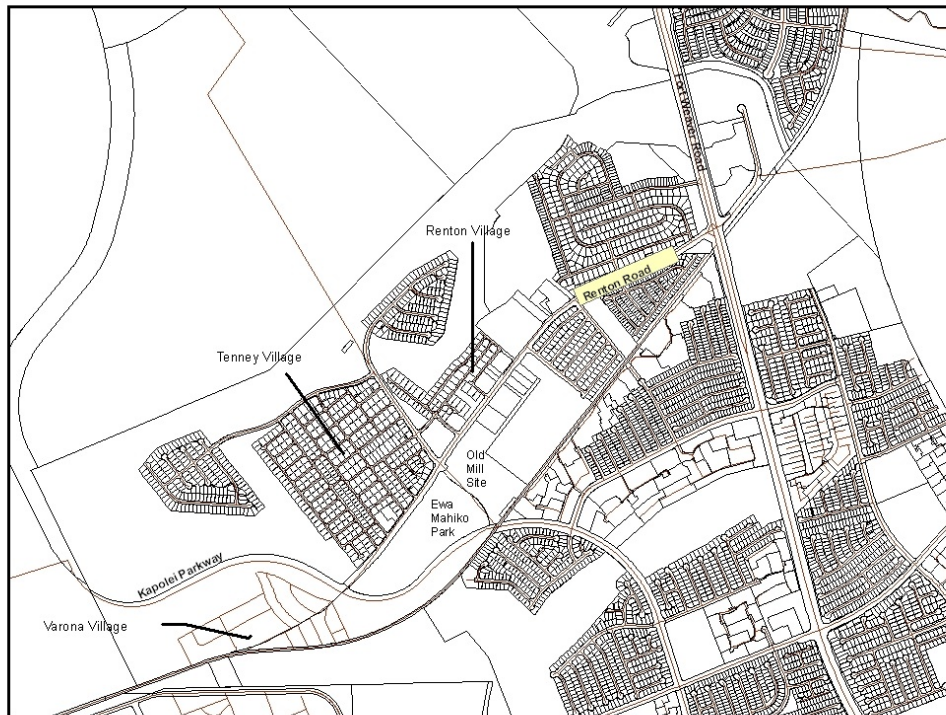 Fort Weaver Road
Renton Village
Renton Road
Tenney Village
Old
Mill
Site
Ewa
Mahiko
Park
Kapolei Parkway
Varona Village